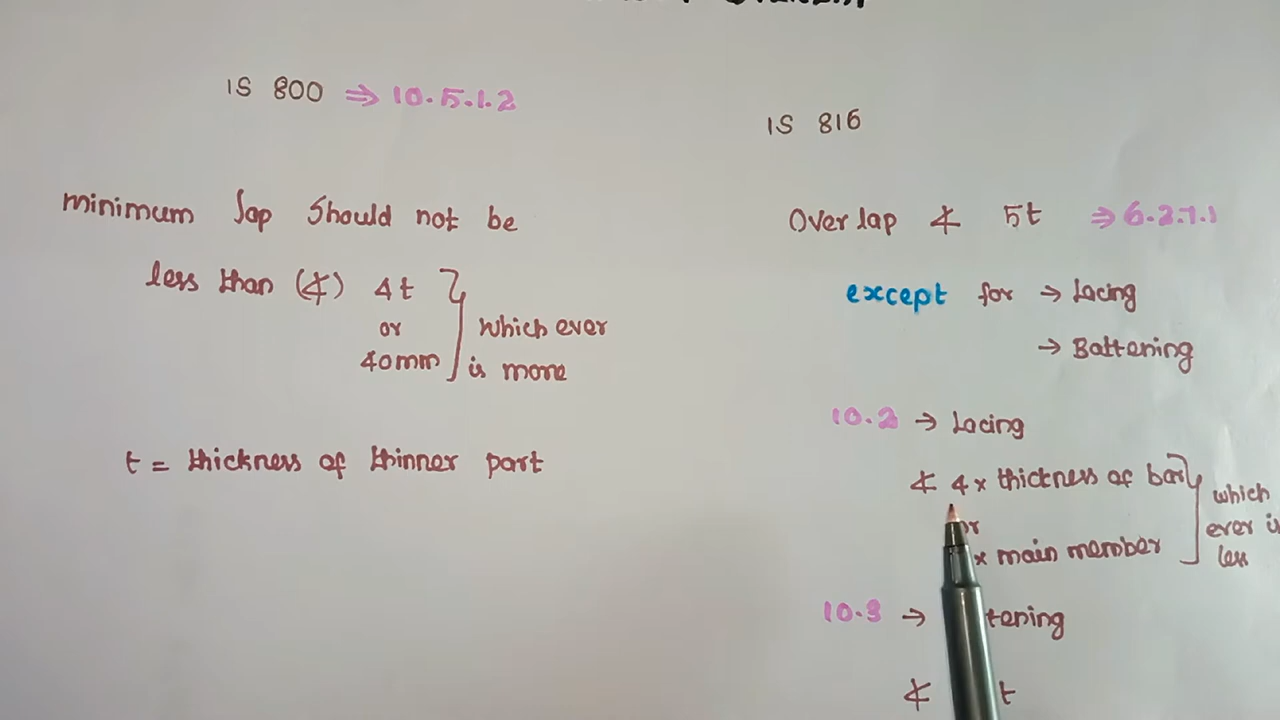 IS 800 ⇒ 10.5.1.2
minimum lap should not be
less than (≮) 4t
or
40mm
which ever
is more
t = thickness of thinner part
IS 816
Overlap ≮ 5t ⇒ 6.2.7.1
except for → Lacing
→ Battening
10.2 → Lacing
≮ 4 x thickness of bar
or
x main member
which
ever is
less
10.3 →
≮ t